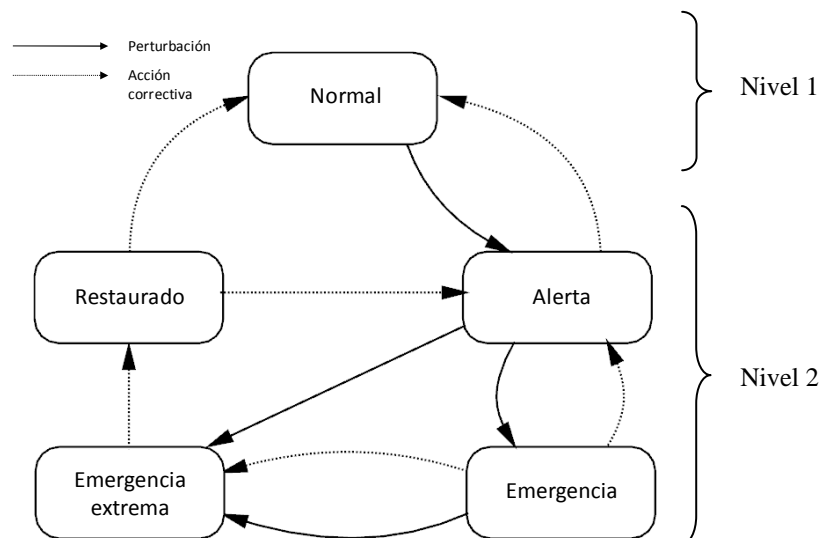 Perturbación
Acción
correctiva
Normal
Nivel 1
Restaurado
Alerta
Nivel 2
Emergencia
extrema
Emergencia